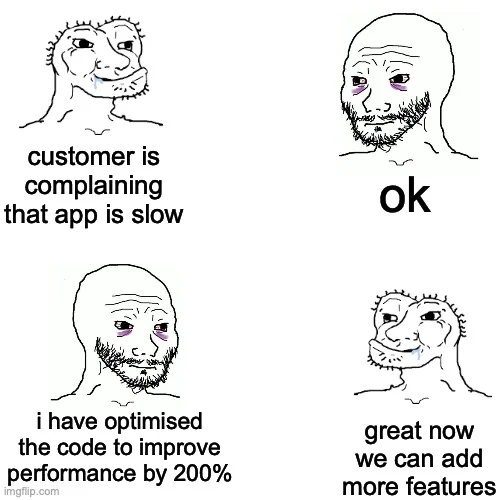 customer is
complaining
that app is slow
ok
i have optimised
the code to improve
performance by 200%
great now
we can add
more features
imgflip.com